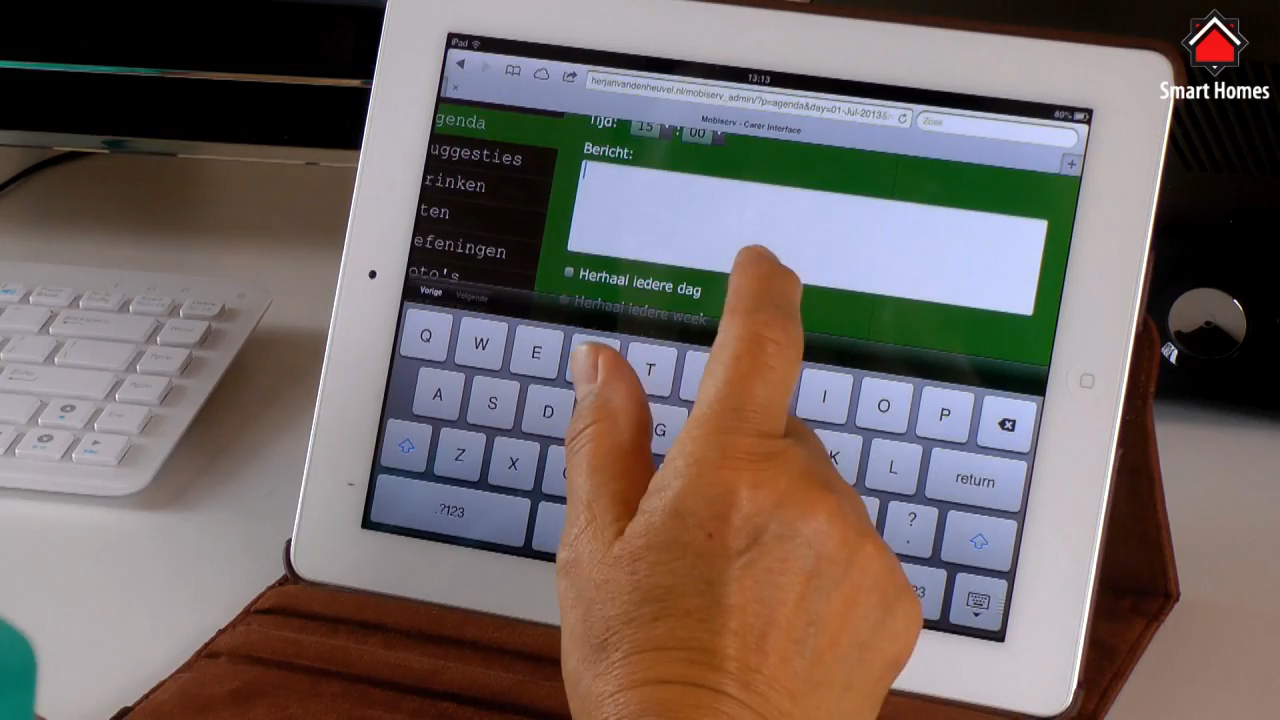 Smart Homes
iPad
13:13
80%
herjanvandenheuvel.nl/mobiserv_admin/?p=agenda&day=01-Jul-2013&
Zoek
Mobiserv - Carer Interface
genda
uggesties
rinken
ten
efeningen
oto's
Tijd: 15 : 00
Bericht:
Herhaal iedere dag
Herhaal iedere week
Vorige Volgende
Q W E T I O P
A S D G K L return
Z X ? .
.?123